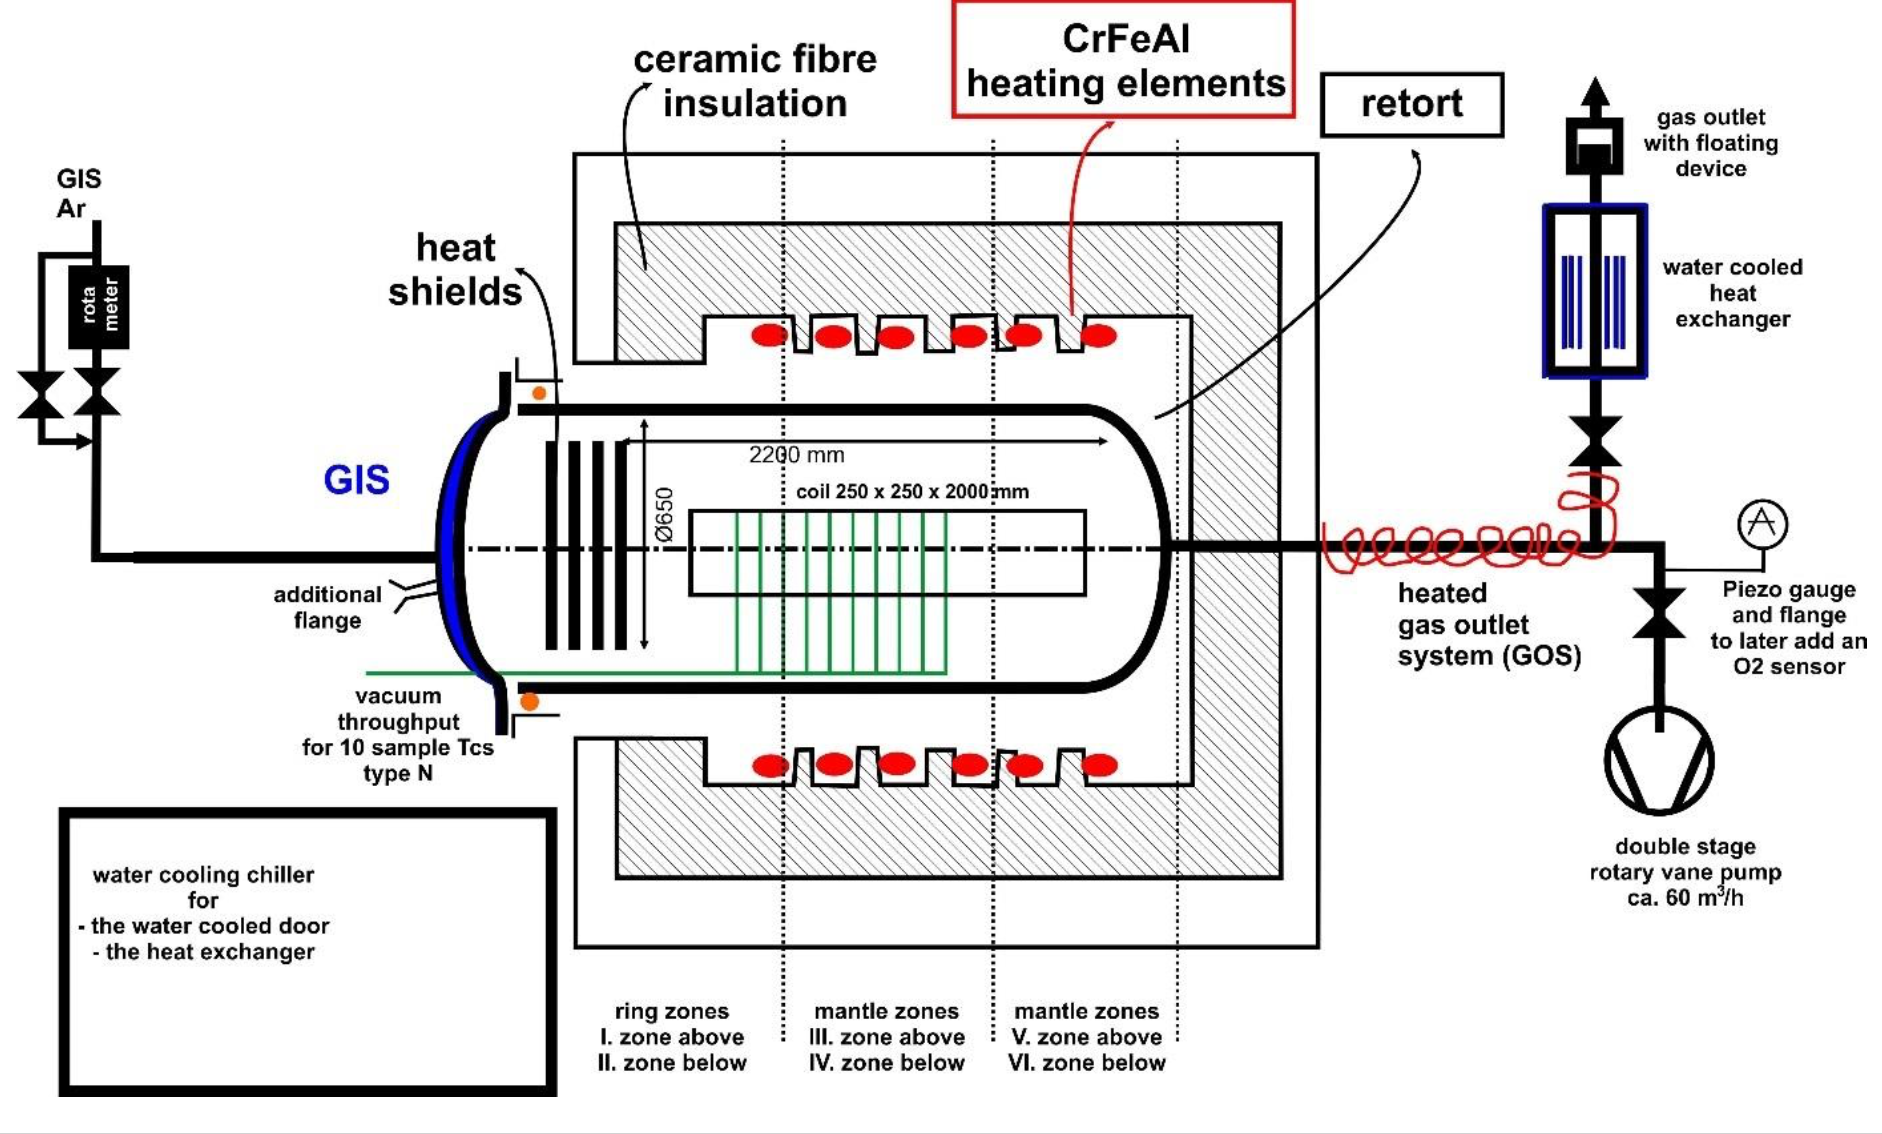 CrFeAl
heating elements
ceramic fibre
insulation
retort
gas outlet
with floating
device
GIS
Ar
rota
meter
heat
shields
water cooled
heat
exchanger
GIS
2200 mm
coil 250 x 250 x 2000 mm
Ø650
A
additional
flange
heated
gas outlet
system (GOS)
Piezo gauge
and flange
to later add an
O2 sensor
vacuum
throughput
for 10 sample Tcs
type N
double stage
rotary vane pump
ca. 60 m³/h
water cooling chiller
for
- the water cooled door
- the heat exchanger
ring zones
I. zone above
II. zone below
mantle zones
III. zone above
IV. zone below
mantle zones
V. zone above
VI. zone below